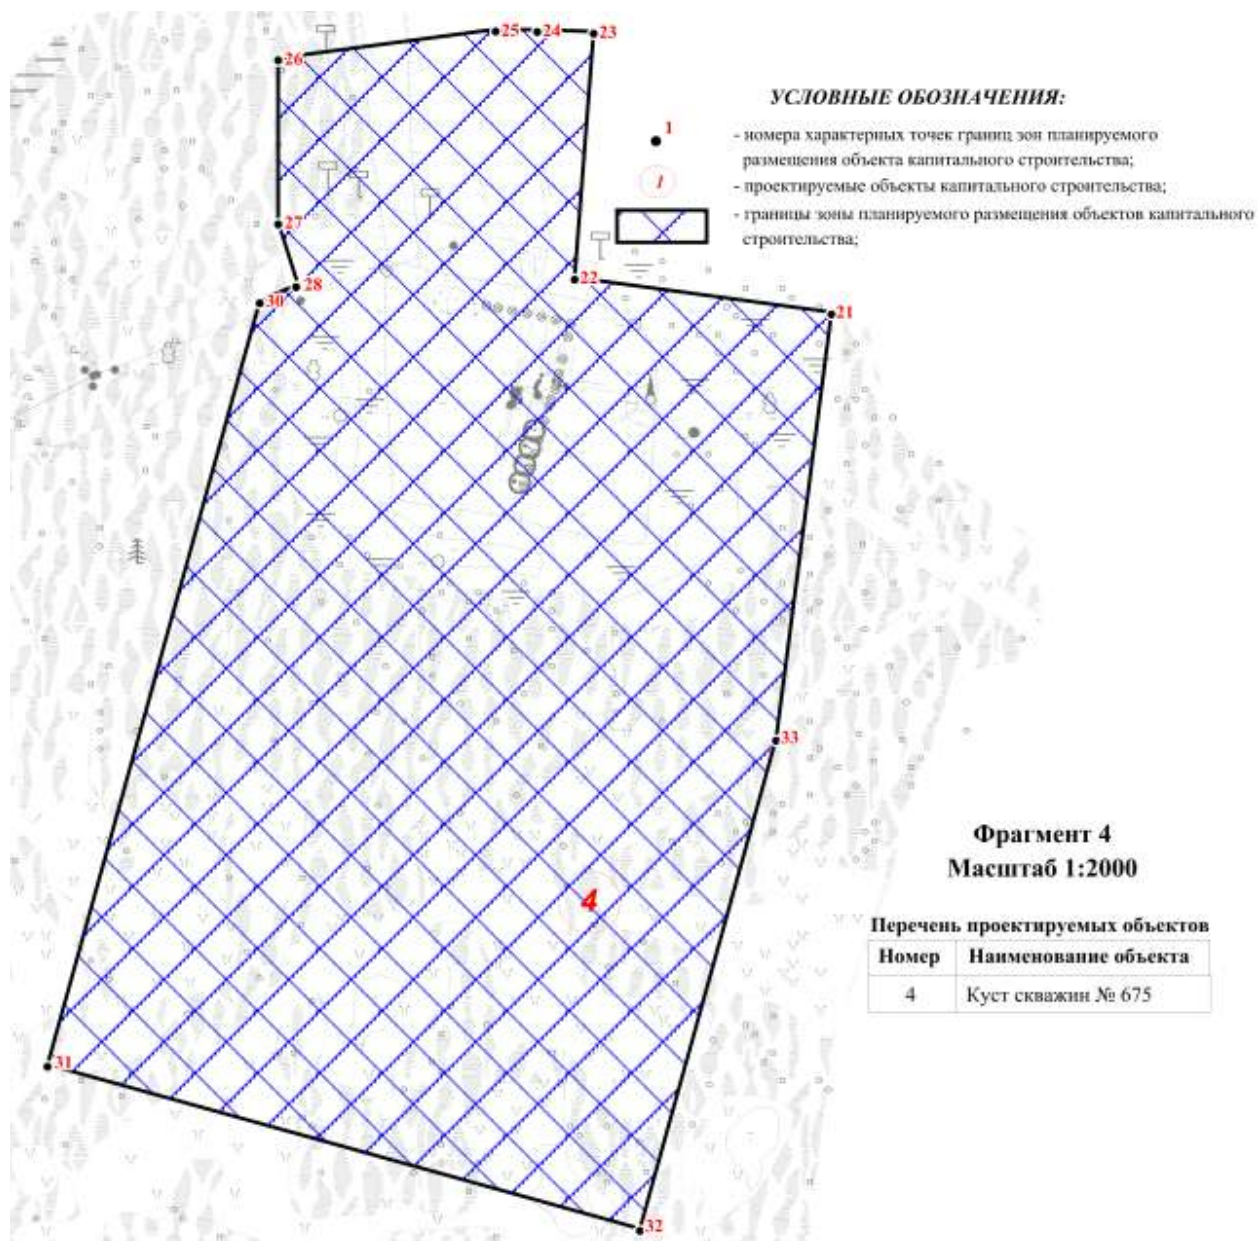 25 24 23
26
УСЛОВНЫЕ ОБОЗНАЧЕНИЯ:
1
- номера характерных точек границ зон планируемого
размещения объекта капитального строительства;
1
- проектируемые объекты капитального строительства;
- границы зоны планируемого размещения объектов капитального
строительства;
27
22
28
30
21
33
Фрагмент 4
Масштаб 1:2000
4
Перечень проектируемых объектов
Номер Наименование объекта
4 Куст скважин № 675
31
32